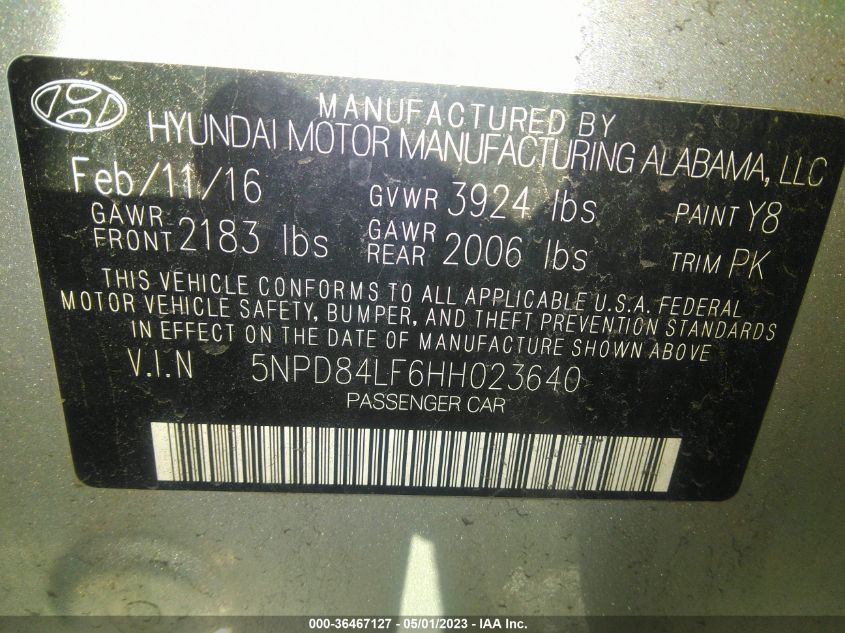 MANUFACTURED BY
HYUNDAI MOTOR MANUFACTURING ALABAMA, LLC
Feb/11/16 GVWR 3924 lbs PAINT Y8
GAWR FRONT 2183 lbs GAWR REAR 2006 lbs TRIM PK
THIS VEHICLE CONFORMS TO ALL APPLICABLE U.S.A. FEDERAL
MOTOR VEHICLE SAFETY, BUMPER, AND THEFT PREVENTION STANDARDS
IN EFFECT ON THE DATE OF MANUFACTURE SHOWN ABOVE
V.I.N 5NPD84LF6HH023640
PASSENGER CAR
000-36467127 - 05/01/2023 - IAA Inc.